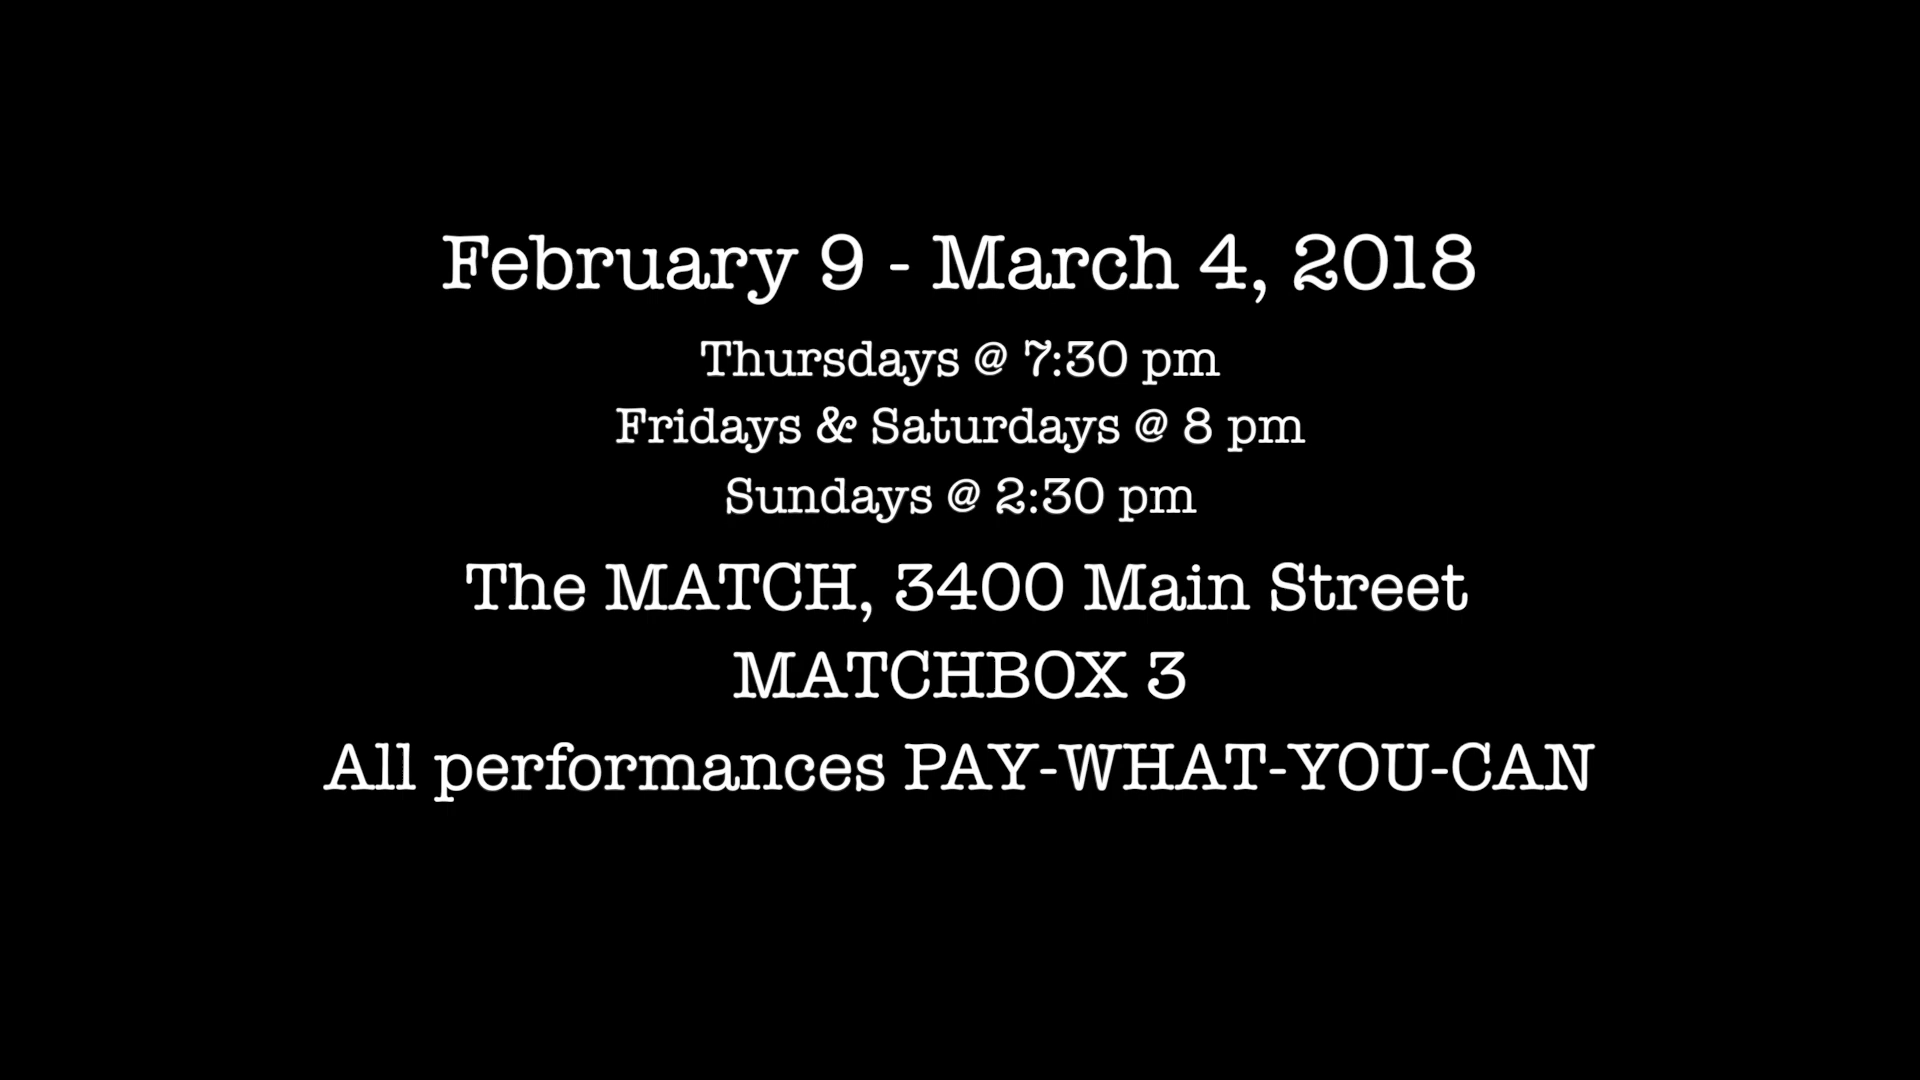 February 9 - March 4, 2018
Thursdays @ 7:30 pm
Fridays & Saturdays @ 8 pm
Sundays @ 2:30 pm
The MATCH, 3400 Main Street
MATCHBOX 3
All performances PAY-WHAT-YOU-CAN